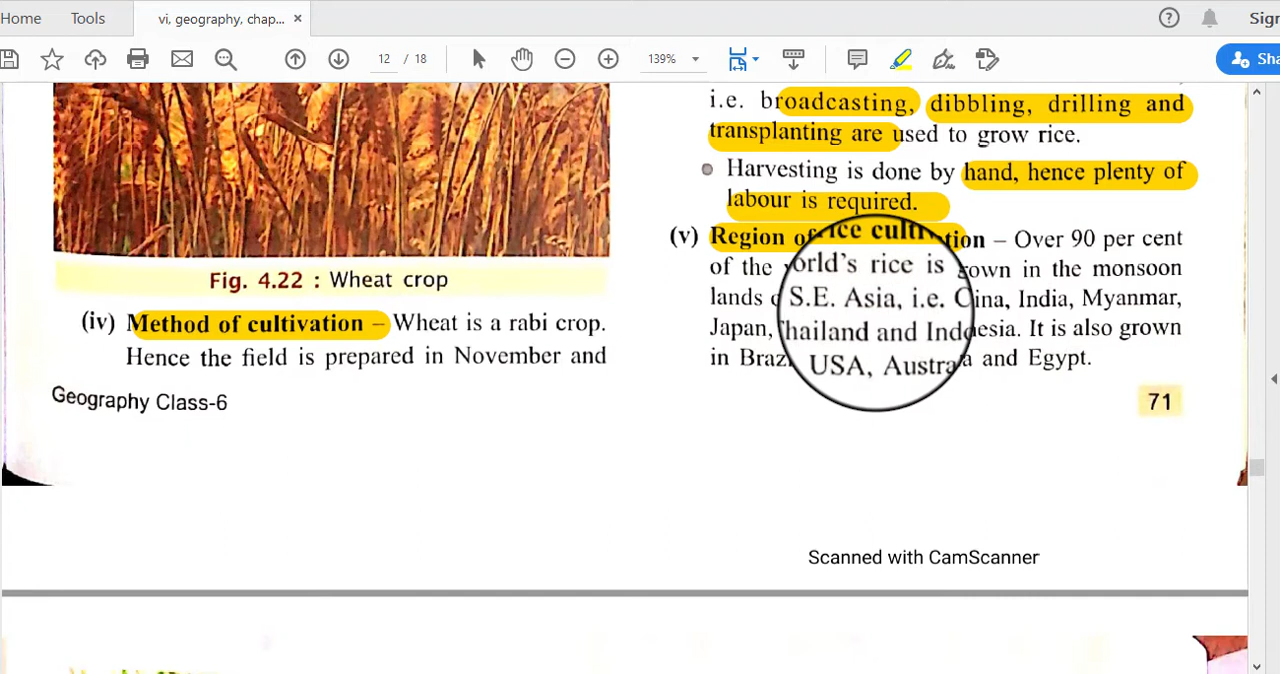 Home Tools vi, geography, chap... × Sign
12 / 18 139% Sha
i.e. broadcasting, dibbling, drilling and
transplanting are used to grow rice.
Harvesting is done by hand, hence plenty of
labour is required.
(v) Region of rice cultivation – Over 90 per cent
of the world's rice is grown in the monsoon
lands S.E. Asia, i.e. China, India, Myanmar,
Japan, Thailand and Indonesia. It is also grown
in Brazil USA, Australia and Egypt.
71
Fig. 4.22 : Wheat crop
(iv) Method of cultivation – Wheat is a rabi crop.
Hence the field is prepared in November and
Geography Class-6
Scanned with CamScanner